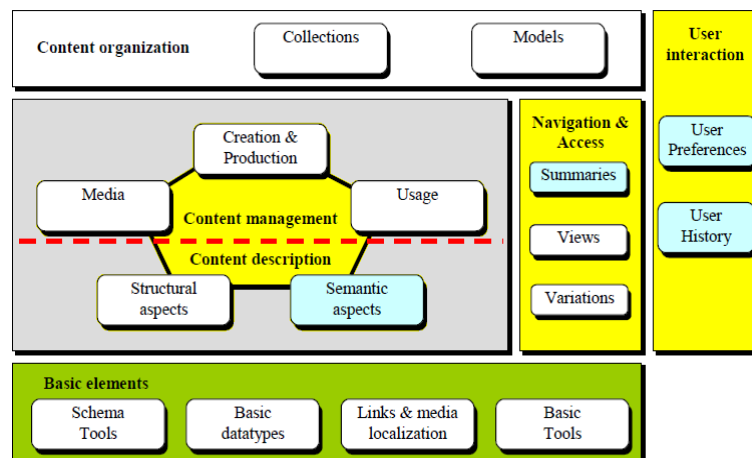 Content organization
Collections
Models
User
interaction
Creation &
Production
Media
Usage
Content management
Content description
Structural
aspects
Semantic
aspects
Navigation &
Access
Summaries
Views
Variations
User
Preferences
User
History
Basic elements
Schema
Tools
Basic
datatypes
Links & media
localization
Basic
Tools